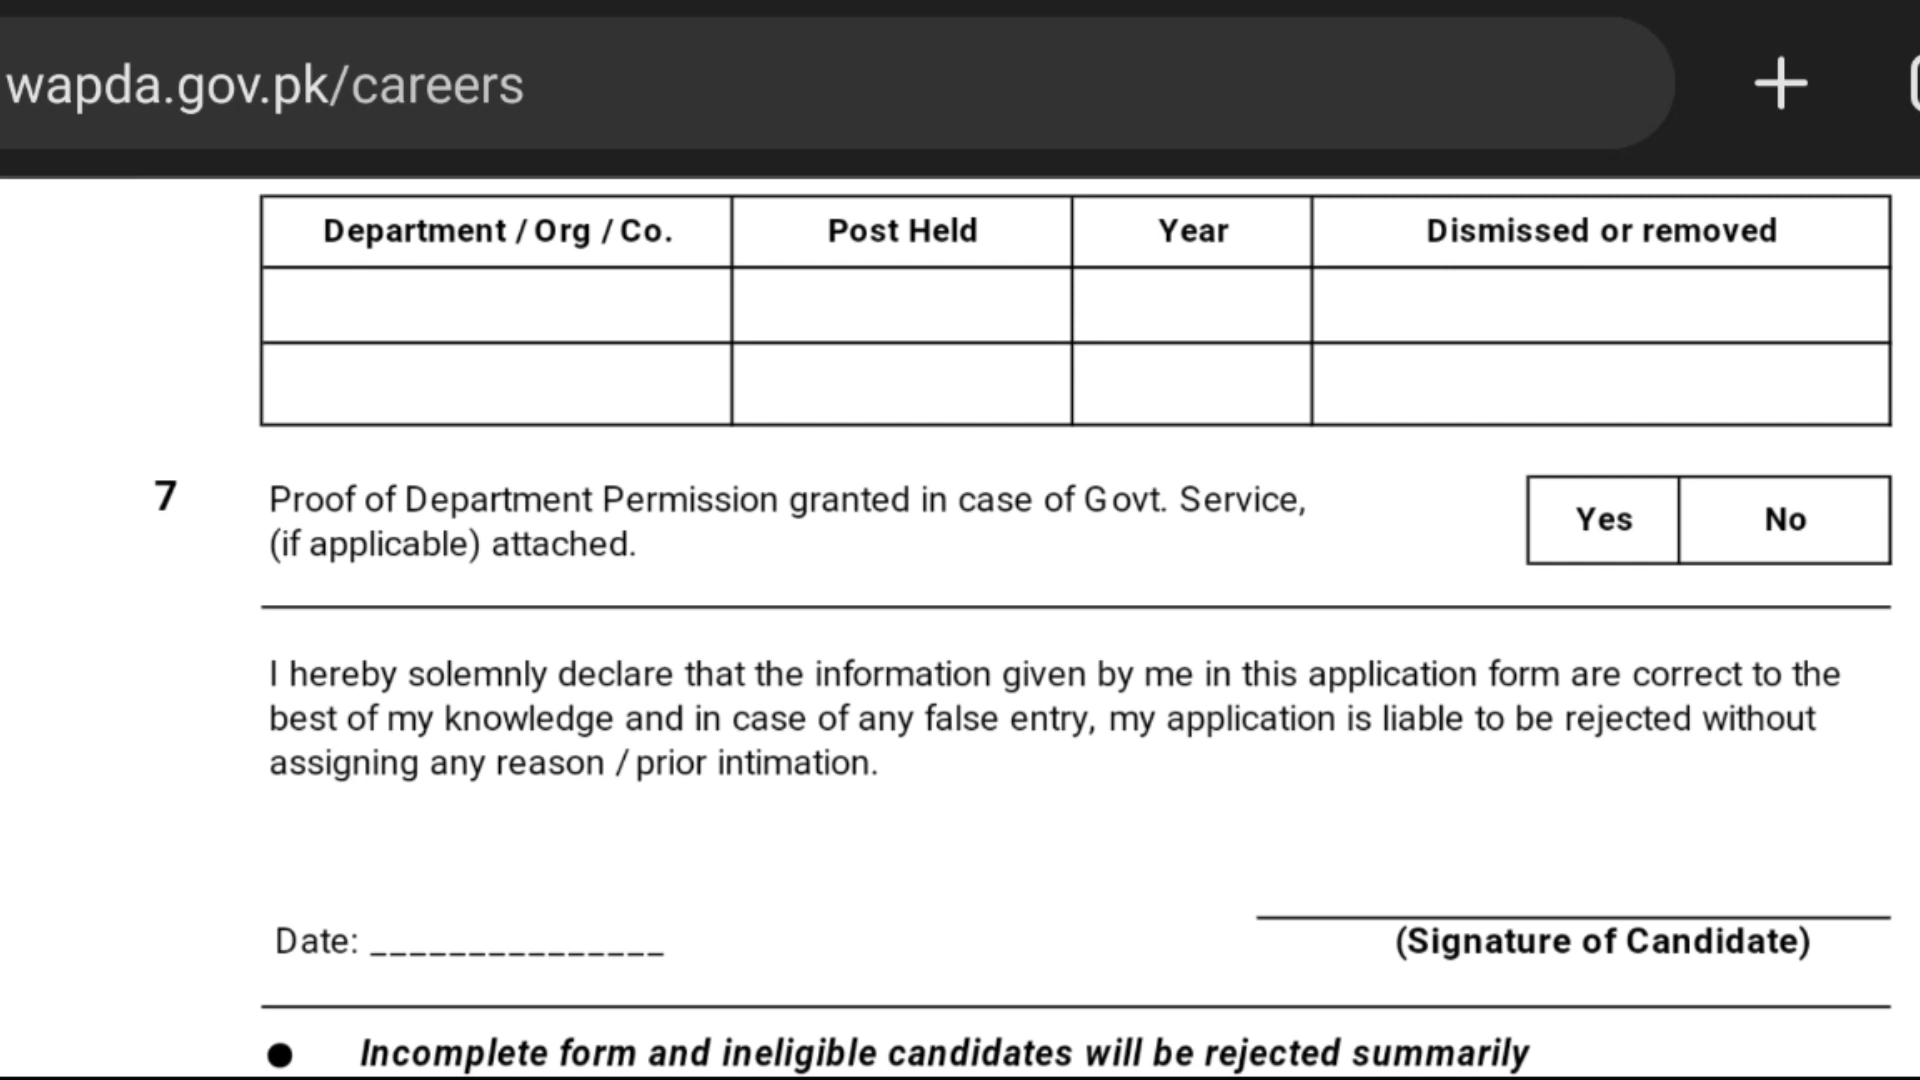 wapda.gov.pk/careers
Department / Org / Co. Post Held Year Dismissed or removed
7 Proof of Department Permission granted in case of Govt. Service, Yes No
(if applicable) attached.
I hereby solemnly declare that the information given by me in this application form are correct to the
best of my knowledge and in case of any false entry, my application is liable to be rejected without
assigning any reason / prior intimation.
Date: _______________
(Signature of Candidate)
● Incomplete form and ineligible candidates will be rejected summarily